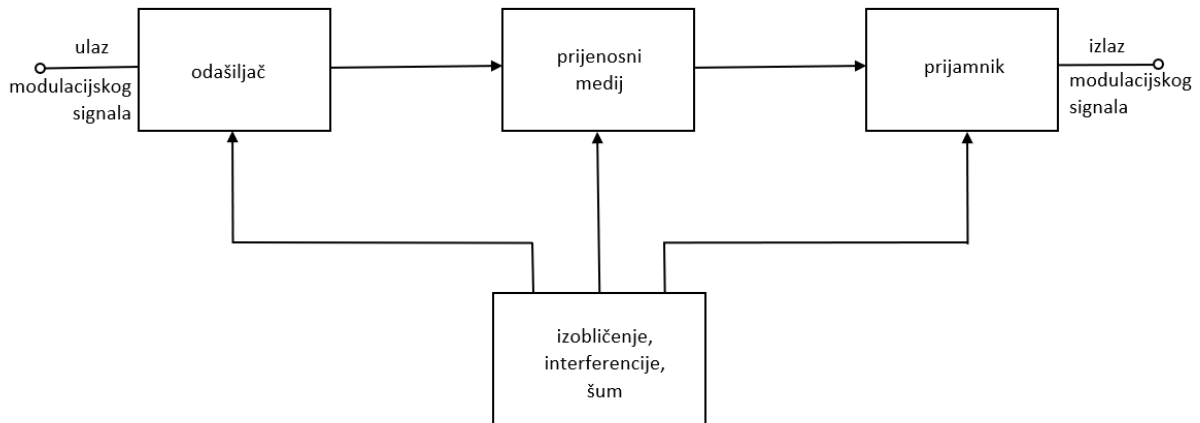 ulaz
modulacijskog
signala
odašiljač
prijenosni
medij
prijamnik
izlaz
modulacijskog
signala
izobličenje,
interferencije,
šum